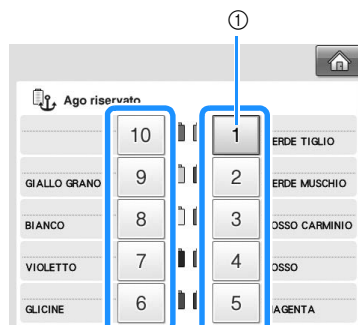 ①
Ago riservato
10 1 ERDE TIGLIO
GIALLO GRANO 9 2 ERDE MUSCHIO
BIANCO 8 3 OSSO CARMINIO
VIOLETTO 7 4 OSSO
GLICINE 6 5 AGENTA